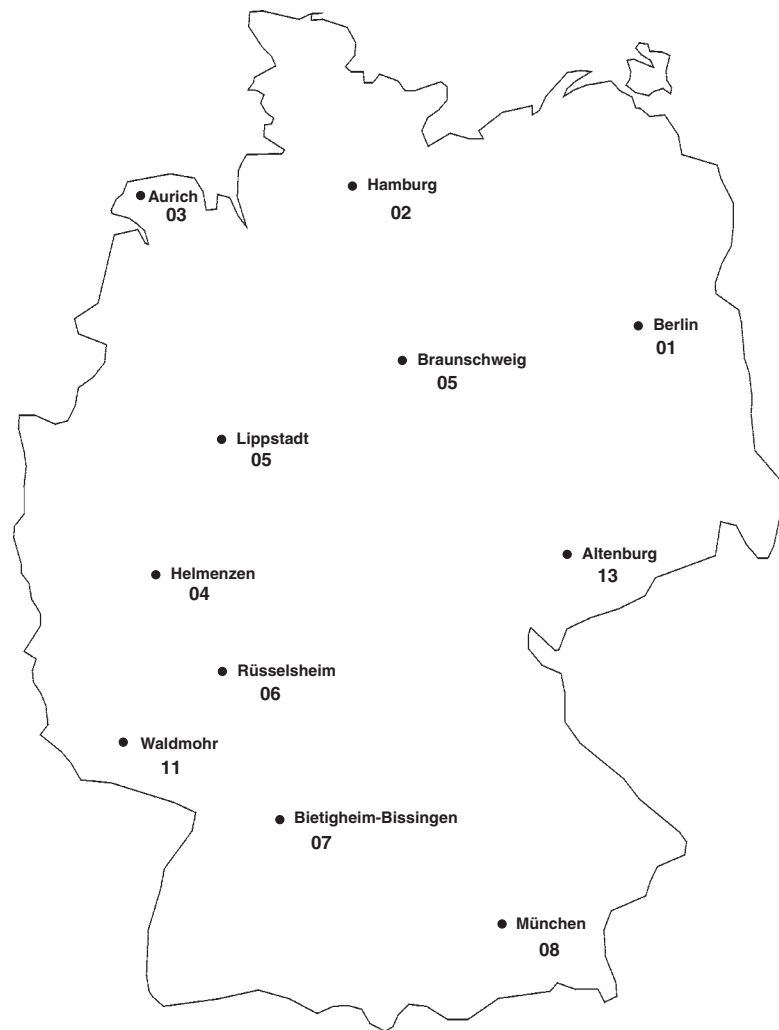 Hamburg
02
Aurich
03
Berlin
01
Braunschweig
05
Lippstadt
05
Altenburg
13
Helmenzen
04
Rüsselsheim
06
Waldmohr
11
Bietigheim-Bissingen
07
München
08